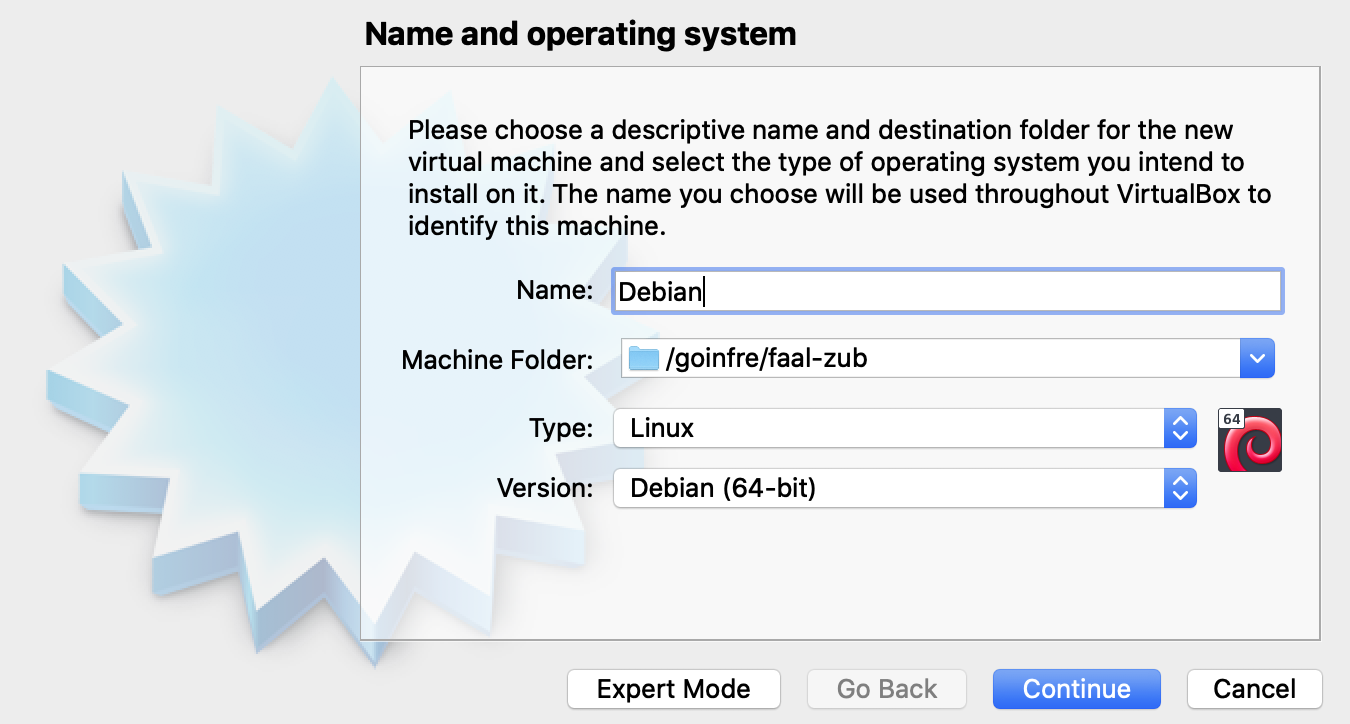 Name and operating system
Please choose a descriptive name and destination folder for the new
virtual machine and select the type of operating system you intend to
install on it. The name you choose will be used throughout VirtualBox to
identify this machine.
Name: Debian
Machine Folder: /goinfre/faal-zub
Type: Linux
64
Version: Debian (64-bit)
Expert Mode Go Back Continue Cancel